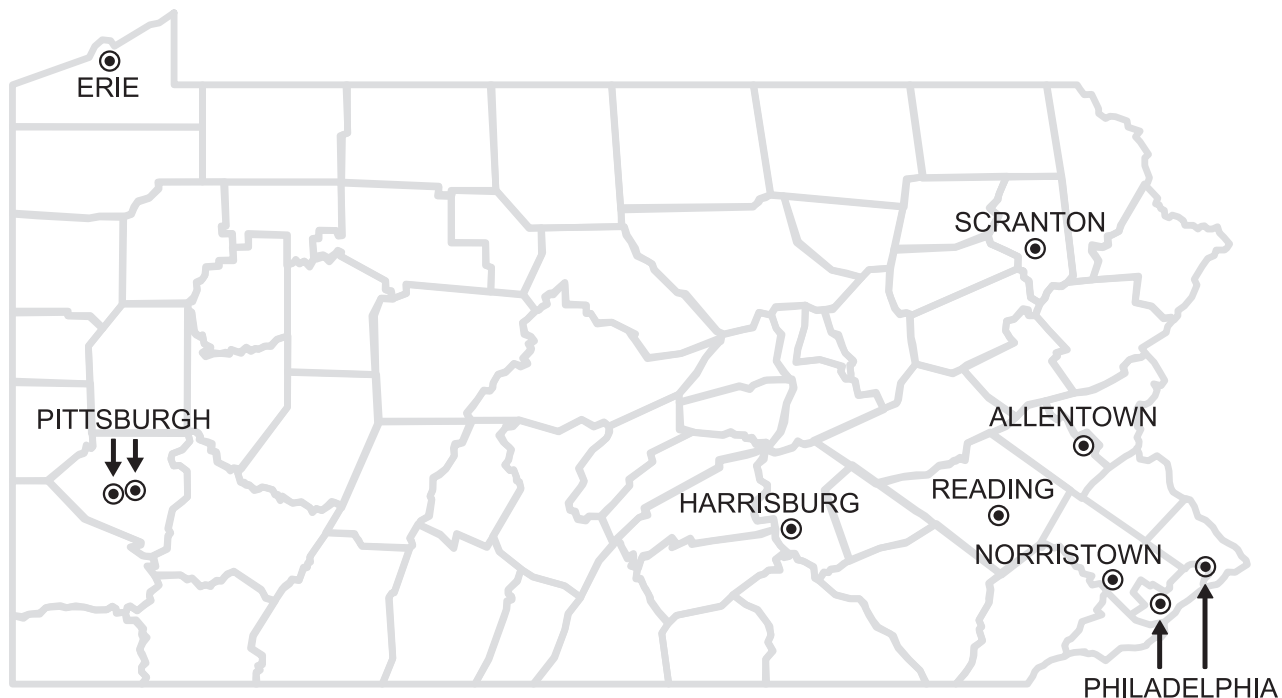 ERIE
SCRANTON
PITTSBURGH
ALLENTOWN
READING
HARRISBURG
NORRISTOWN
PHILADELPHIA